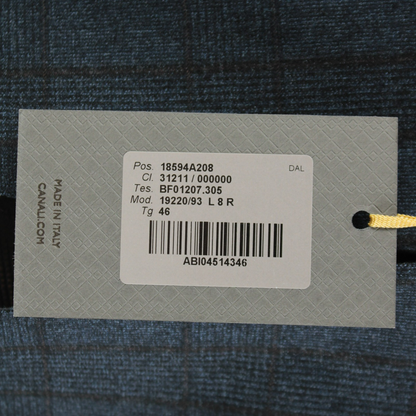 Pos. 18594A208 DAL
Cl. 31211 / 000000
Tes. BF01207.305
Mod. 19220/93 L 8 R
Tg 46
ABI04514346
MADE IN ITALY
CANALI.COM